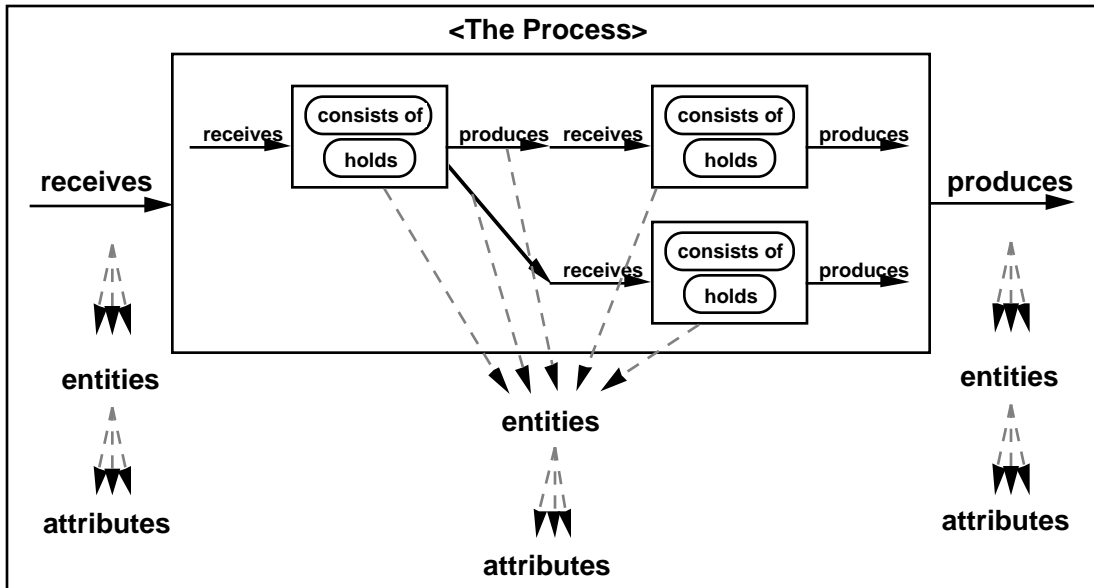 <The Process>
consists of
consists of
receives
produces
receives
produces
holds
holds
receives
produces
consists of
receives
produces
holds
entities
entities
entities
attributes
attributes
attributes